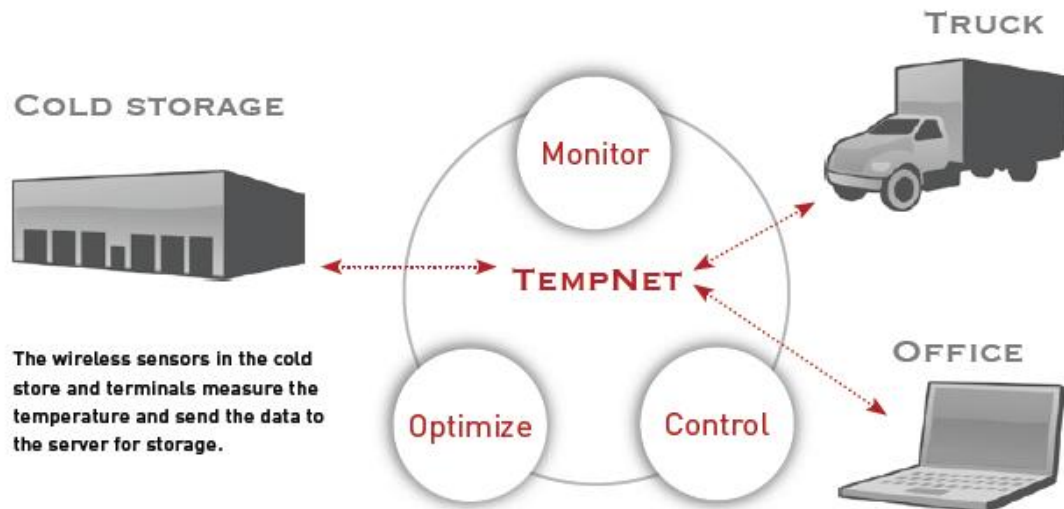 TRUCK
COLD STORAGE
Monitor
TEMPNET
The wireless sensors in the cold
store and terminals measure the
temperature and send the data to
the server for storage.
OFFICE
Optimize
Control